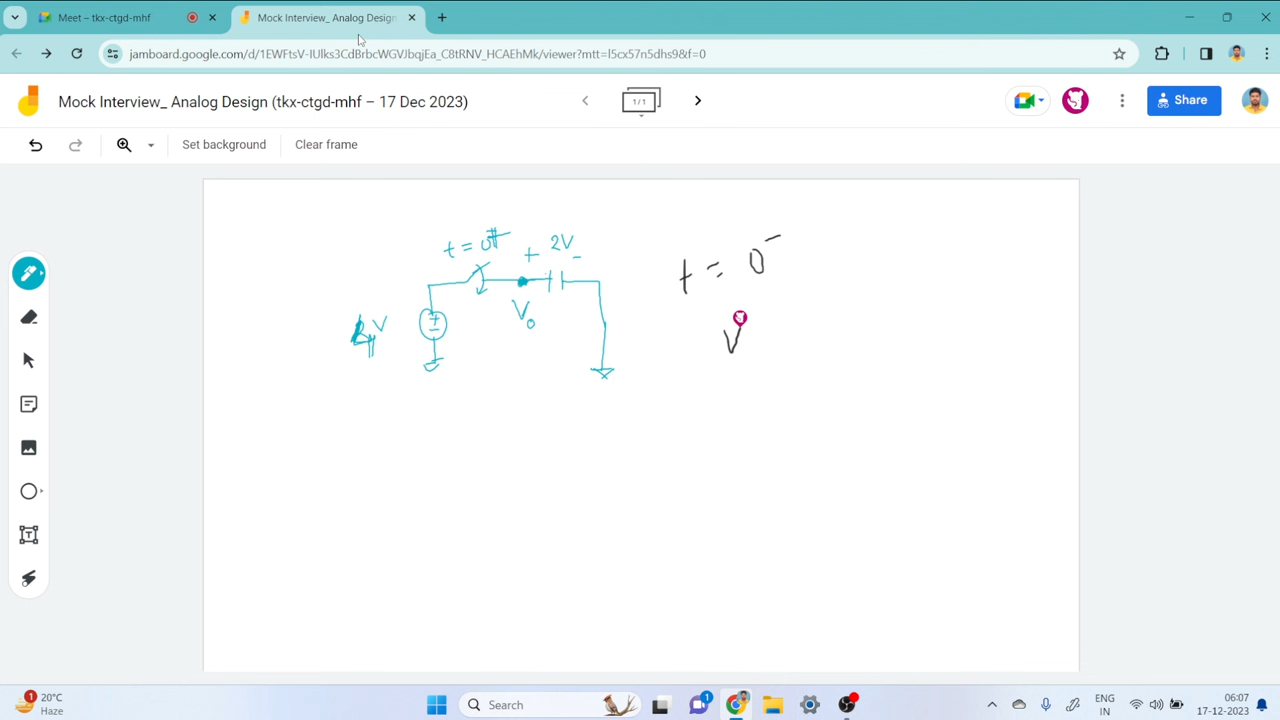 Meet – tkx-ctgd-mhf
Mock Interview_ Analog Design
jamboard.google.com/d/1EWFtsV-IUlks3CdBrbcWGVJbqjEa_C8tRNV_HCAEhMk/viewer?mtt=l5cx57n5dhs9&f=0
Mock Interview_ Analog Design (tkx-ctgd-mhf – 17 Dec 2023)
1/1
Share
Set background
Clear frame
t = 0
+ 2V -
t = 0⁻
V
V₀
V
1
20°C
Haze
Search
1
ENG
IN
06:07
17-12-2023